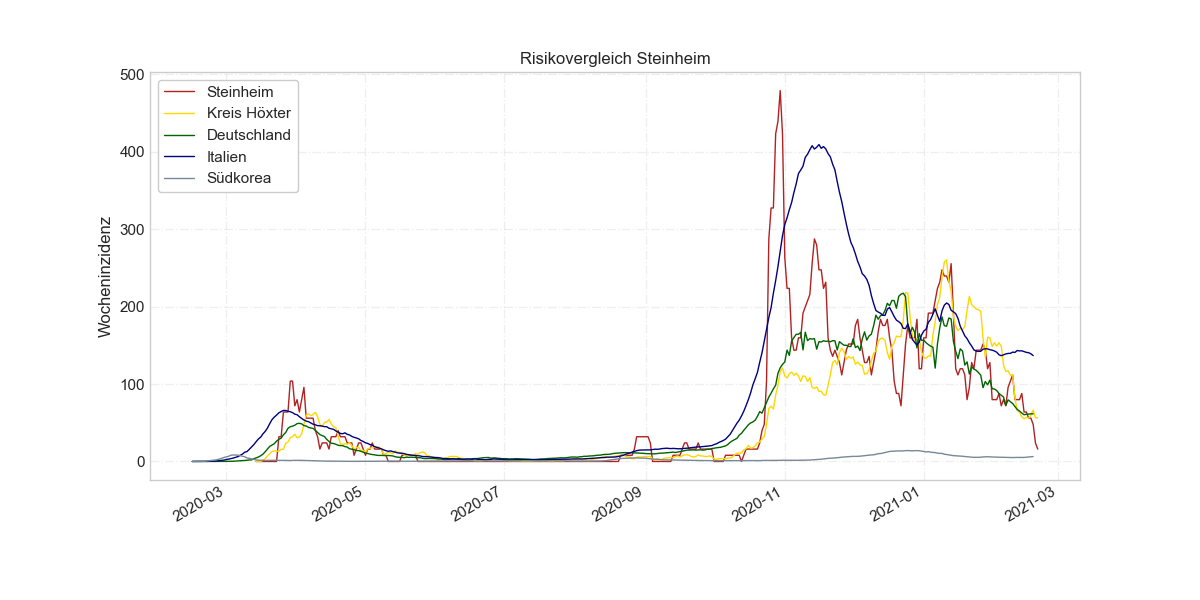 Risikovergleich Steinheim
Wocheninzidenz
500
400
300
200
100
0
Steinheim
Kreis Höxter
Deutschland
Italien
Südkorea
2020-03
2020-05
2020-07
2020-09
2020-11
2021-01
2021-03